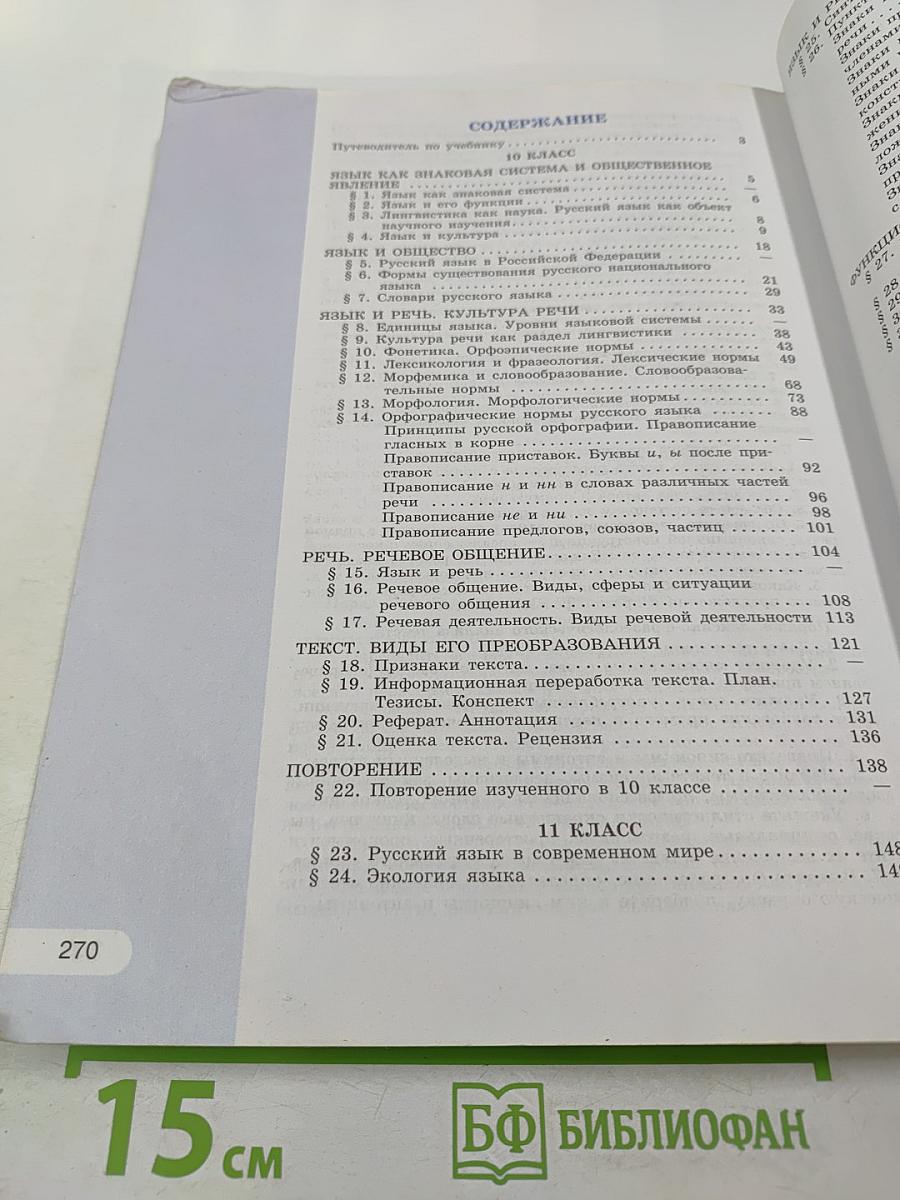 СОДЕРЖАНИЕ
Путеводитель по учебнику . . . . . . . . . . 3
10 КЛАСС
ЯЗЫК КАК ЗНАКОВАЯ СИСТЕМА И ОБЩЕСТВЕННОЕ
ЯВЛЕНИЕ . . . . . . . . . . 5
§ 1. Язык как знаковая система . . . . . . . . . . —
§ 2. Язык и его функции . . . . . . . . . . 6
§ 3. Лингвистика как наука. Русский язык как объект
научного изучения . . . . . . . . . . 8
§ 4. Язык и культура . . . . . . . . . . 9
ЯЗЫК И ОБЩЕСТВО . . . . . . . . . . 18
§ 5. Русский язык в Российской Федерации . . . . . . . . . . —
§ 6. Формы существования русского национального
языка . . . . . . . . . . 21
§ 7. Словари русского языка . . . . . . . . . . 29
ЯЗЫК И РЕЧЬ. КУЛЬТУРА РЕЧИ . . . . . . . . . . 33
§ 8. Единицы языка. Уровни языковой системы . . . . . . —
§ 9. Культура речи как раздел лингвистики . . . . . . . . . . 38
§ 10. Фонетика. Орфоэпические нормы . . . . . . . . . . 43
§ 11. Лексикология и фразеология. Лексические нормы 49
§ 12. Морфемика и словообразование. Словообразова-
тельные нормы . . . . . . . . . . 68
§ 13. Морфология. Морфологические нормы . . . . . . . . . . 73
§ 14. Орфографические нормы русского языка . . . . . . . 88
Принципы русской орфографии. Правописание
гласных в корне . . . . . . . . . . —
Правописание приставок. Буквы и, ы после при-
ставок . . . . . . . . . . 92
Правописание н и нн в словах различных частей
речи . . . . . . . . . . 96
Правописание не и ни . . . . . . . . . . 98
Правописание предлогов, союзов, частиц . . . . . . . 101
РЕЧЬ. РЕЧЕВОЕ ОБЩЕНИЕ . . . . . . . . . . 104
§ 15. Язык и речь . . . . . . . . . . —
§ 16. Речевое общение. Виды, сферы и ситуации
речевого общения . . . . . . . . . . 108
§ 17. Речевая деятельность. Виды речевой деятельности 113
ТЕКСТ. ВИДЫ ЕГО ПРЕОБРАЗОВАНИЯ . . . . . . . . . . 121
§ 18. Признаки текста . . . . . . . . . . —
§ 19. Информационная переработка текста. План.
Тезисы. Конспект . . . . . . . . . . 127
§ 20. Реферат. Аннотация . . . . . . . . . . 131
§ 21. Оценка текста. Рецензия . . . . . . . . . . 136
ПОВТОРЕНИЕ . . . . . . . . . . 138
§ 22. Повторение изученного в 10 классе . . . . . . . . . . —
11 КЛАСС
§ 23. Русский язык в современном мире . . . . . . . . . . 148
§ 24. Экология языка . . . . . . . . . . 149
270
§ 25.
§ 26.
речи . . .
§ 27.
§ 28
15 см
БФ БИБЛИОФАН